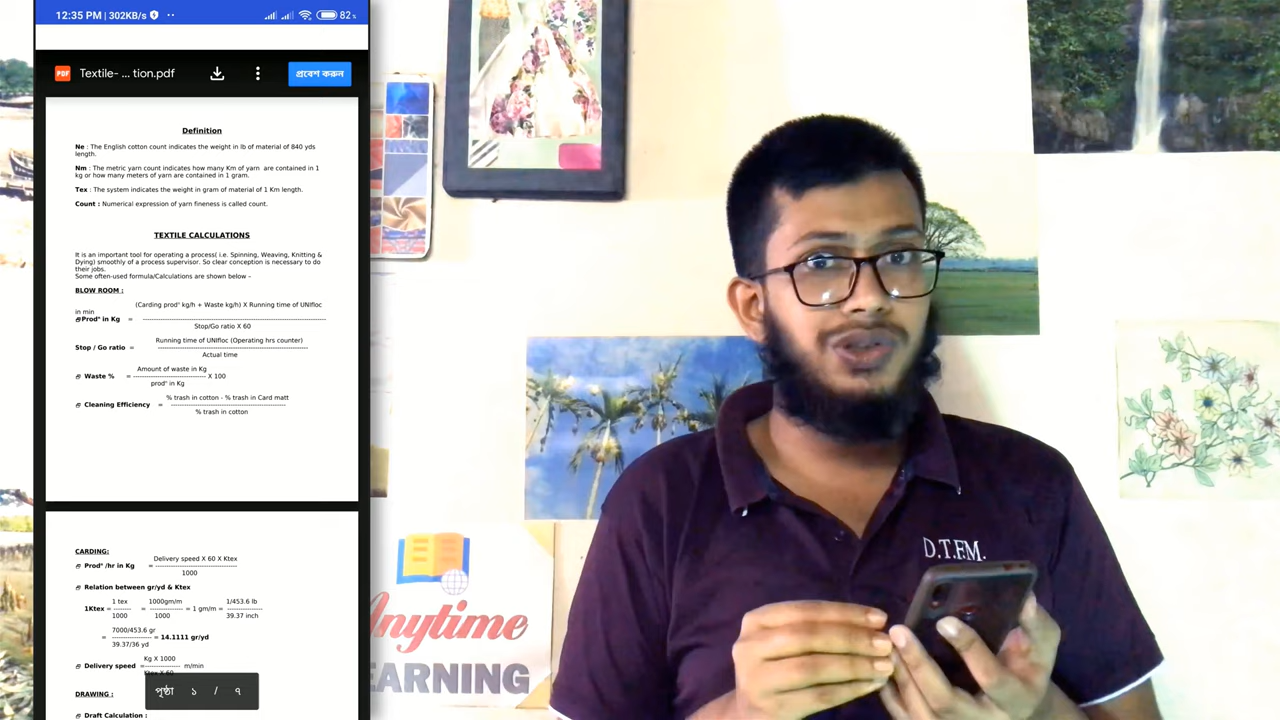 12:35 PM | 302KB/s
82%
PDF Textile- ... tion.pdf
প্রবেশ করুন
Definition
Ne : The English cotton count indicates the weight in lb of material of 840 yds
length.
Nm : The metric yarn count indicates how many Km of yarn are contained in 1
kg or how many meters of yarn are contained in 1 gram.
Tex : The system indicates the weight in gram of material of 1 Km length.
Count : Numerical expression of yarn fineness is called count.
TEXTILE CALCULATIONS
It is an important tool for operating a process( i.e. Spinning, Weaving, Knitting &
Dying) smoothly of a process supervisor. So clear conception is necessary to do
their jobs.
Some often-used formula/Calculations are shown below –
BLOW ROOM :
(Carding prodⁿ kg/h + Waste kg/h) X Running time of UNIfloc
in min
Prodⁿ in Kg =
Stop/Go ratio X 60
Running time of UNIfloc (Operating hrs counter)
Stop / Go ratio =
Actual time
Amount of waste in Kg
Waste % = X 100
prodⁿ in Kg
% trash in cotton - % trash in Card matt
Cleaning Efficiency =
% trash in cotton
CARDING:
Delivery speed X 60 X Ktex
Prodⁿ /hr in Kg =
1000
Relation between gr/yd & Ktex
1 tex 1000gm/m 1/453.6 lb
1Ktex = = = 1 gm/m =
1000 1000 39.37 inch
7000/453.6 gr
= = 14.1111 gr/yd
39.37/36 yd
Kg X 1000
Delivery speed = m/min
Ktex X 60
পৃষ্ঠা ১ / ৭
DRAWING :
Draft Calculation :
D.T.F.M.
Anytime
LEARNING